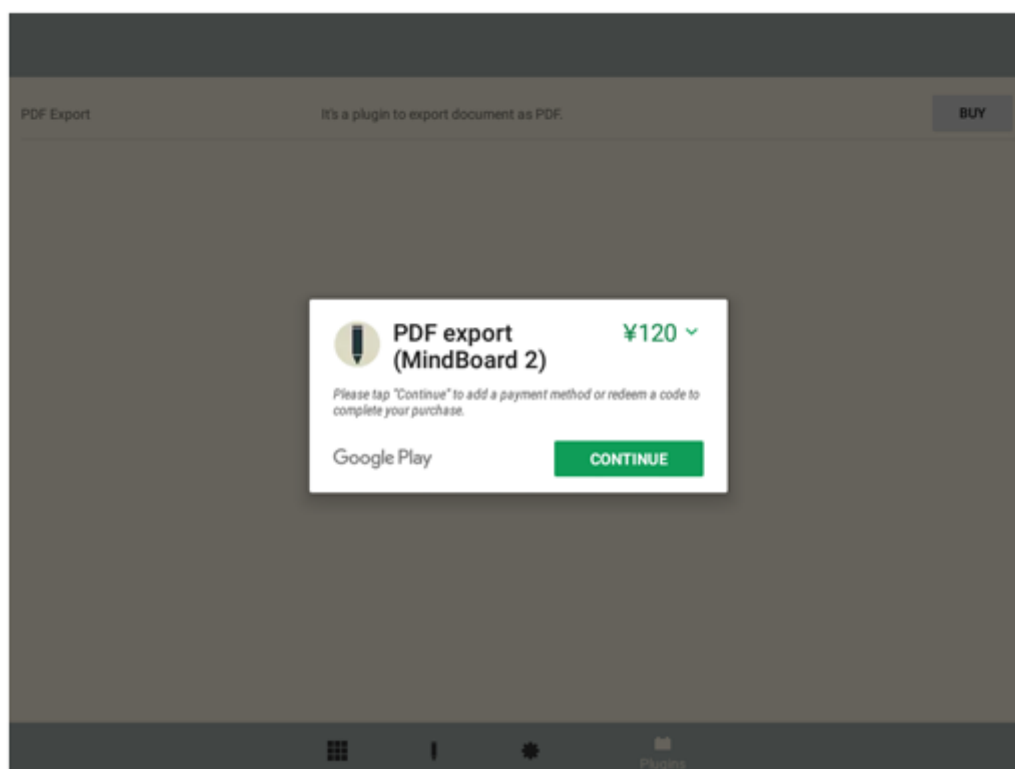 PDF Export
It's a plugin to export document as PDF.
BUY
PDF export
(MindBoard 2)
¥120
Please tap "Continue" to add a payment method or redeem a code to
complete your purchase.
Google Play
CONTINUE
Plugins